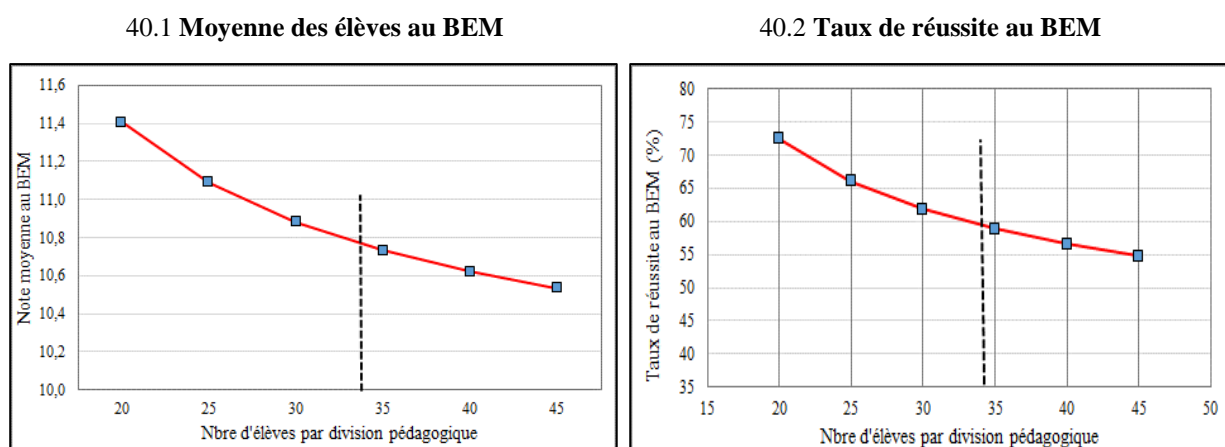 40.1 Moyenne des élèves au BEM
40.2 Taux de réussite au BEM
Note moyenne au BEM
11,6
11,4
11,2
11,0
10,8
10,6
10,4
10,2
10,0
20 25 30 35 40 45
Nbre d'élèves par division pédagogique
Taux de réussite au BEM (%)
80
75
70
65
60
55
50
45
40
35
15 20 25 30 35 40 45 50
Nbre d'élèves par division pédagogique